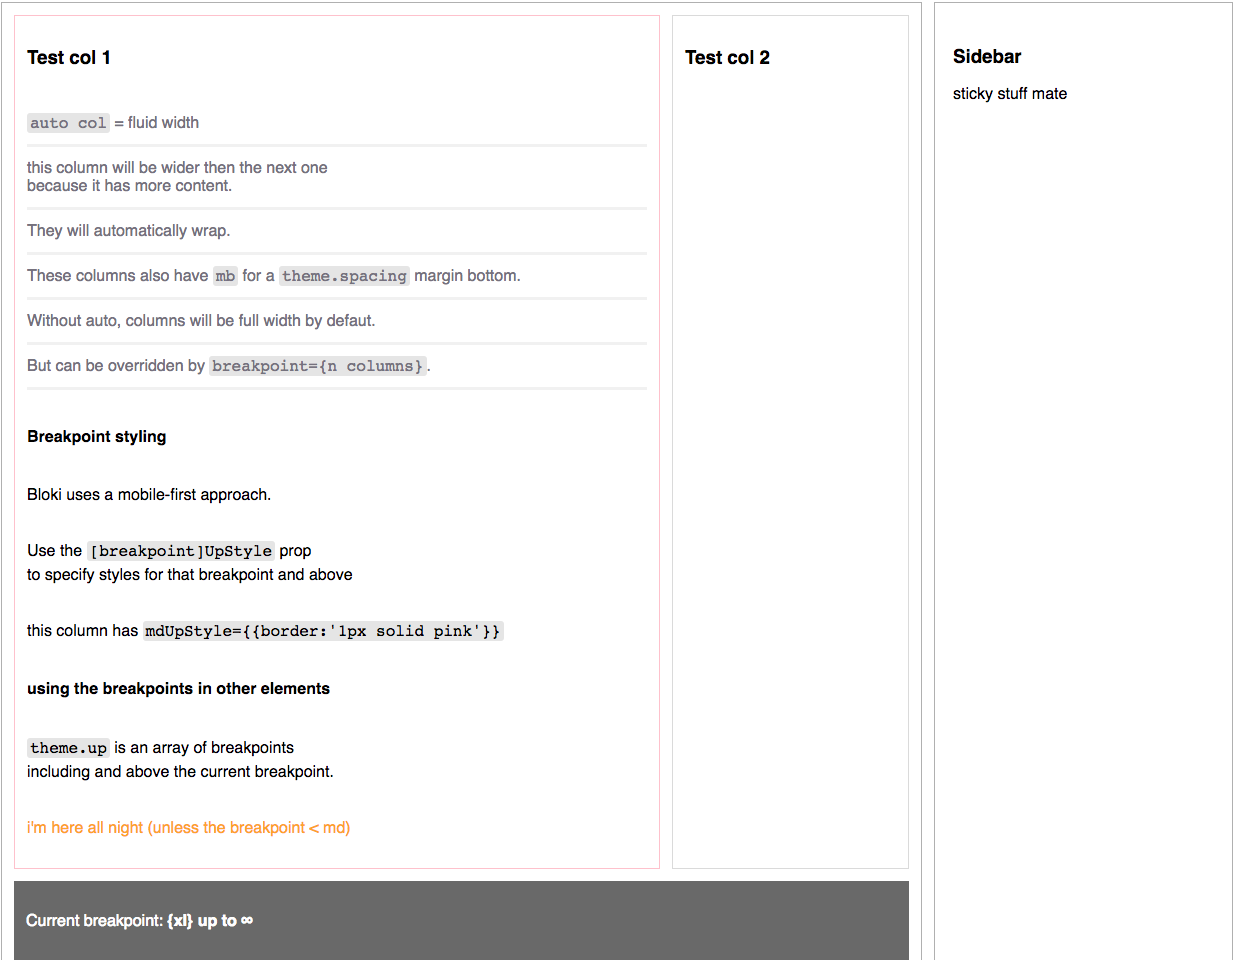 Test col 1
auto col = fluid width
this column will be wider then the next one
because it has more content.
They will automatically wrap.
These columns also have mb for a theme.spacing margin bottom.
Without auto, columns will be full width by defaut.
But can be overridden by breakpoint={n columns}.
Breakpoint styling
Bloki uses a mobile-first approach.
Use the [breakpoint]UpStyle prop
to specify styles for that breakpoint and above
this column has mdUpStyle={{border:'1px solid pink'}}
using the breakpoints in other elements
theme.up is an array of breakpoints
including and above the current breakpoint.
i'm here all night (unless the breakpoint < md)
Test col 2
Current breakpoint: {xl} up to ∞
Sidebar
sticky stuff mate